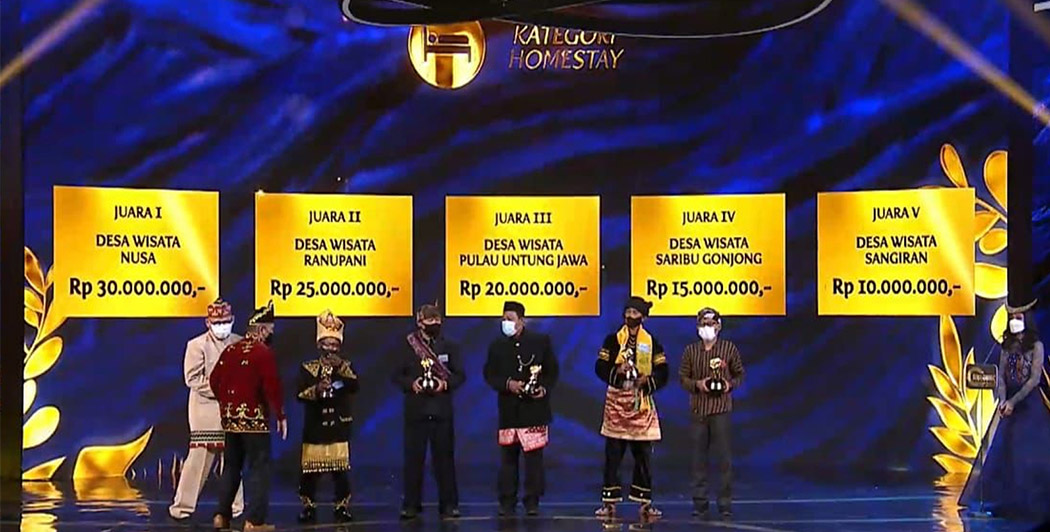 KATEGORI
HOMESTAY
JUARA I
DESA WISATA
NUSA
Rp 30.000.000,-
JUARA II
DESA WISATA
RANUPANI
Rp 25.000.000,-
JUARA III
DESA WISATA
PULAU UNTUNG JAWA
Rp 20.000.000,-
JUARA IV
DESA WISATA
SARIBU GONJONG
Rp 15.000.000,-
JUARA V
DESA WISATA
SANGIRAN
Rp 10.000.000,-